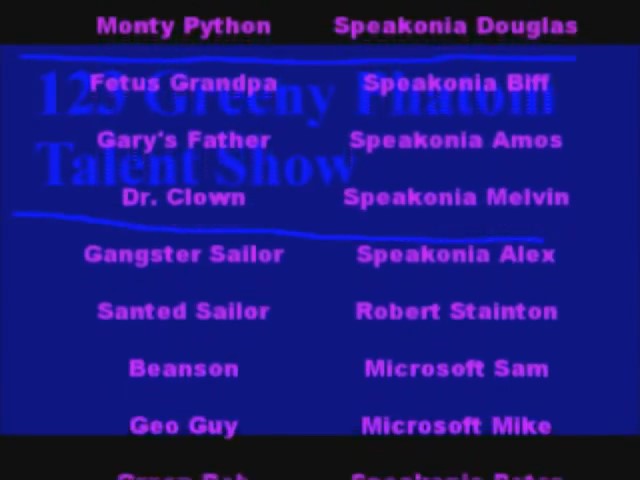 Monty Python Speakonia Douglas
Fetus Grandpa Speakonia Biff
123 Greeny Phatom
Gary's Father Speakonia Amos
Talent Show
Dr. Clown Speakonia Melvin
Gangster Sailor Speakonia Alex
Santed Sailor Robert Stainton
Beanson Microsoft Sam
Geo Guy Microsoft Mike